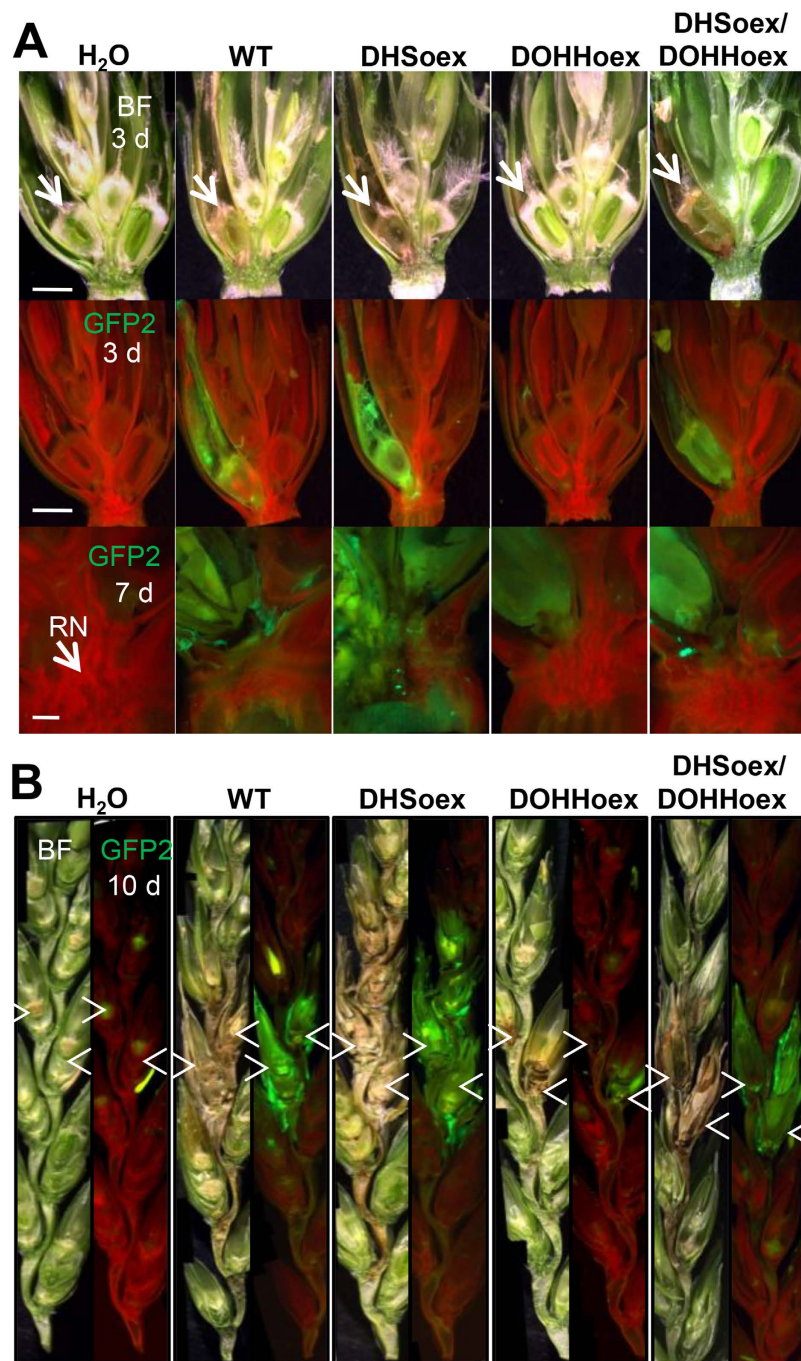 A
H₂O
WT
DHSoex
DOHHoex
DHSoex/
DOHHoex
BF
3 d
GFP2
3 d
GFP2
7 d
RN
B
H₂O
WT
DHSoex
DOHHoex
DHSoex/
DOHHoex
BF
GFP2
10 d